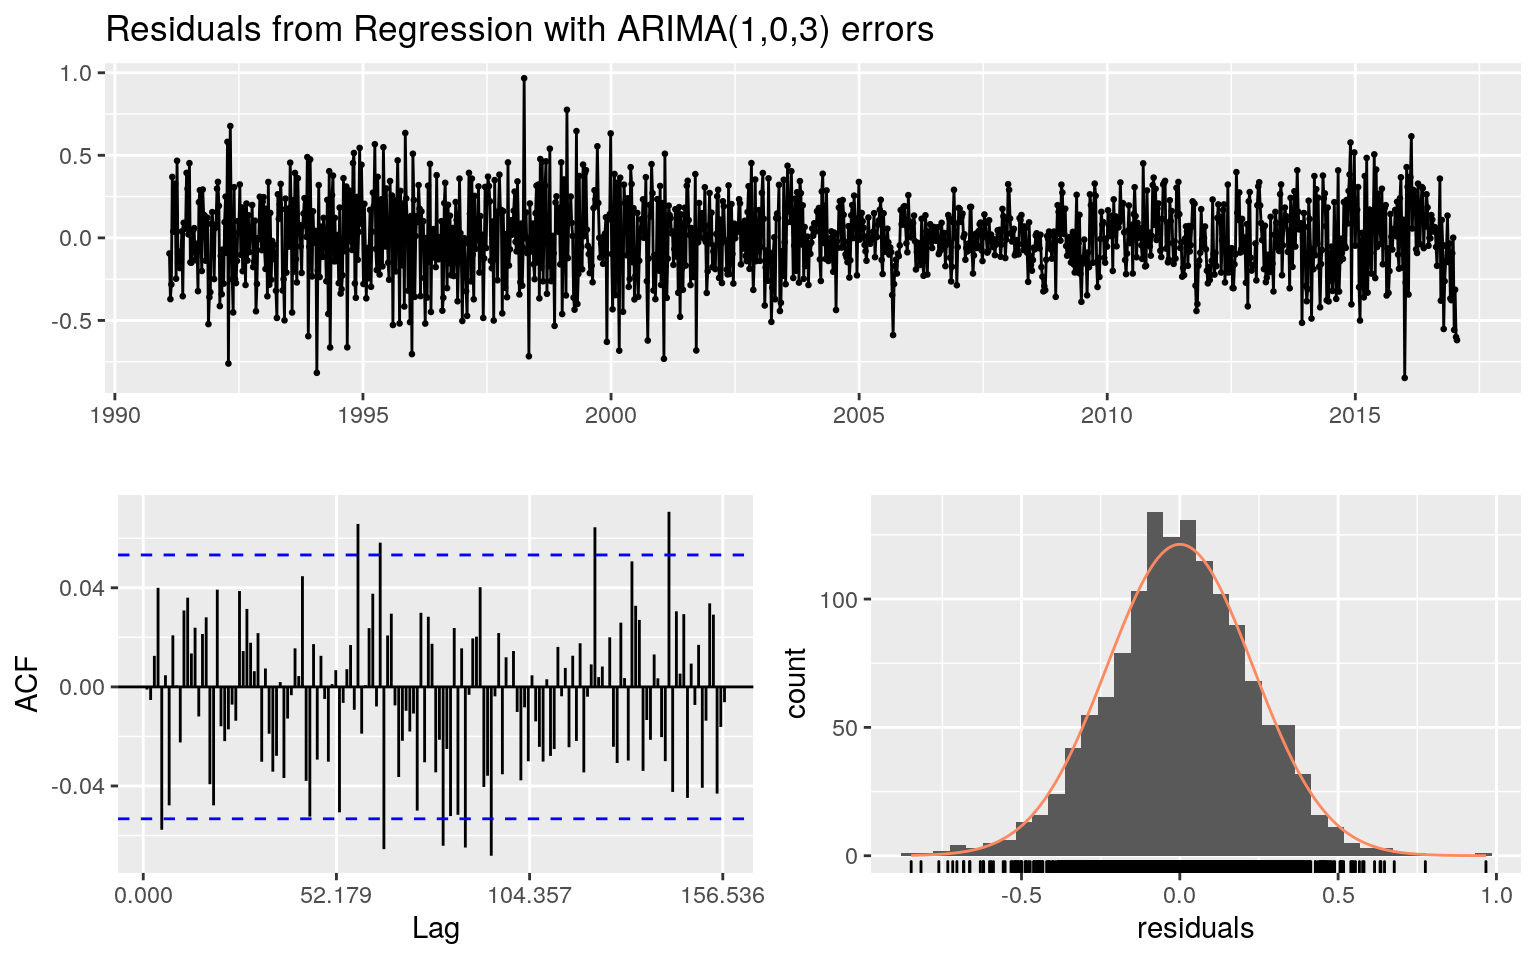 Residuals from Regression with ARIMA(1,0,3) errors
1.0
0.5
0.0
-0.5
1990 1995 2000 2005 2010 2015
ACF
0.04
0.00
-0.04
0.000 52.179 104.357 156.536
Lag
count
100
50
0
-0.5 0.0 0.5 1.0
residuals